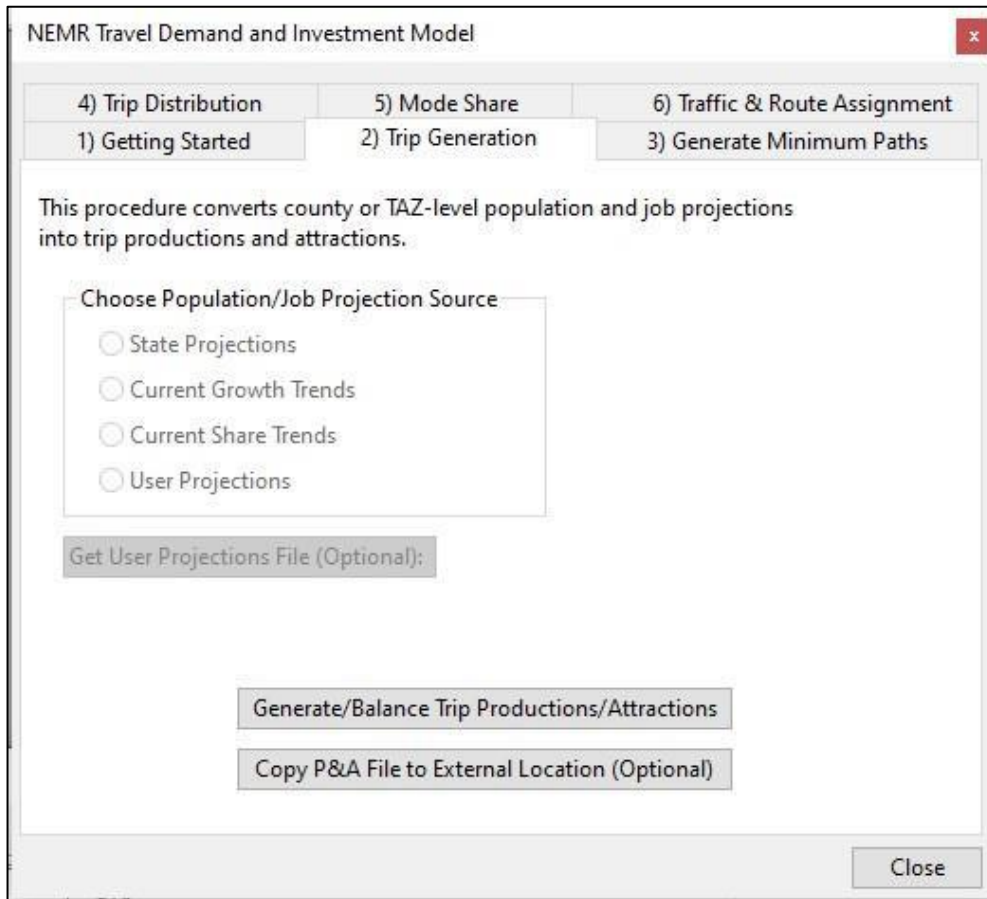 NEMR Travel Demand and Investment Model
x
4) Trip Distribution
5) Mode Share
6) Traffic & Route Assignment
1) Getting Started
2) Trip Generation
3) Generate Minimum Paths
This procedure converts county or TAZ-level population and job projections
into trip productions and attractions.
Choose Population/Job Projection Source
State Projections
Current Growth Trends
Current Share Trends
User Projections
Get User Projections File (Optional):
Generate/Balance Trip Productions/Attractions
Copy P&A File to External Location (Optional)
Close